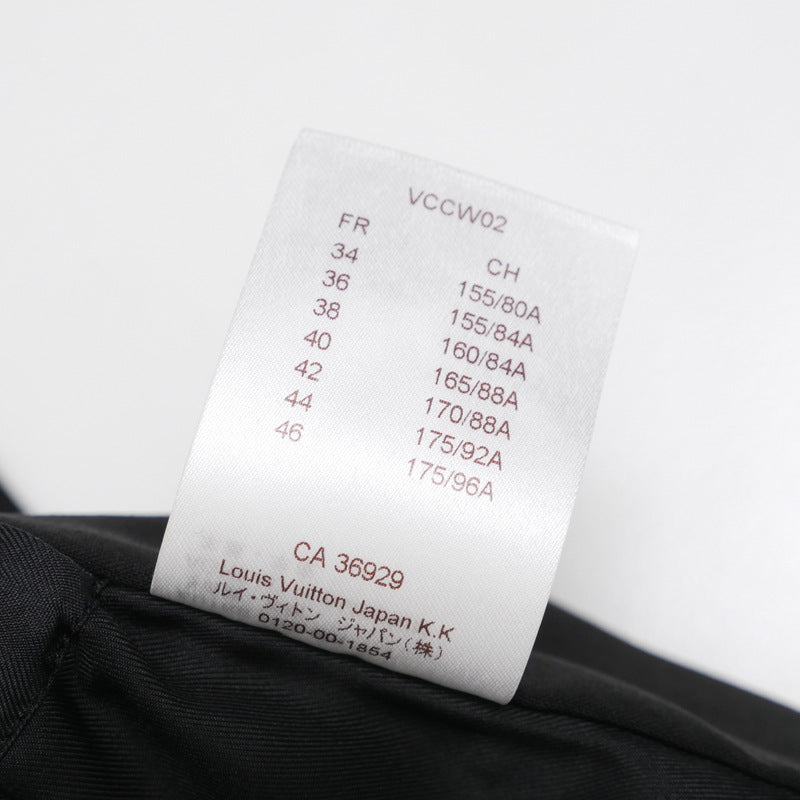 VCCW02
FR CH
34 155/80A
36 155/84A
38 160/84A
40 165/88A
42 170/88A
44 175/92A
46 175/96A
CA 36929
Louis Vuitton Japan K.K
ルイ・ヴィトン ジャパン(株)
0120-00-1854